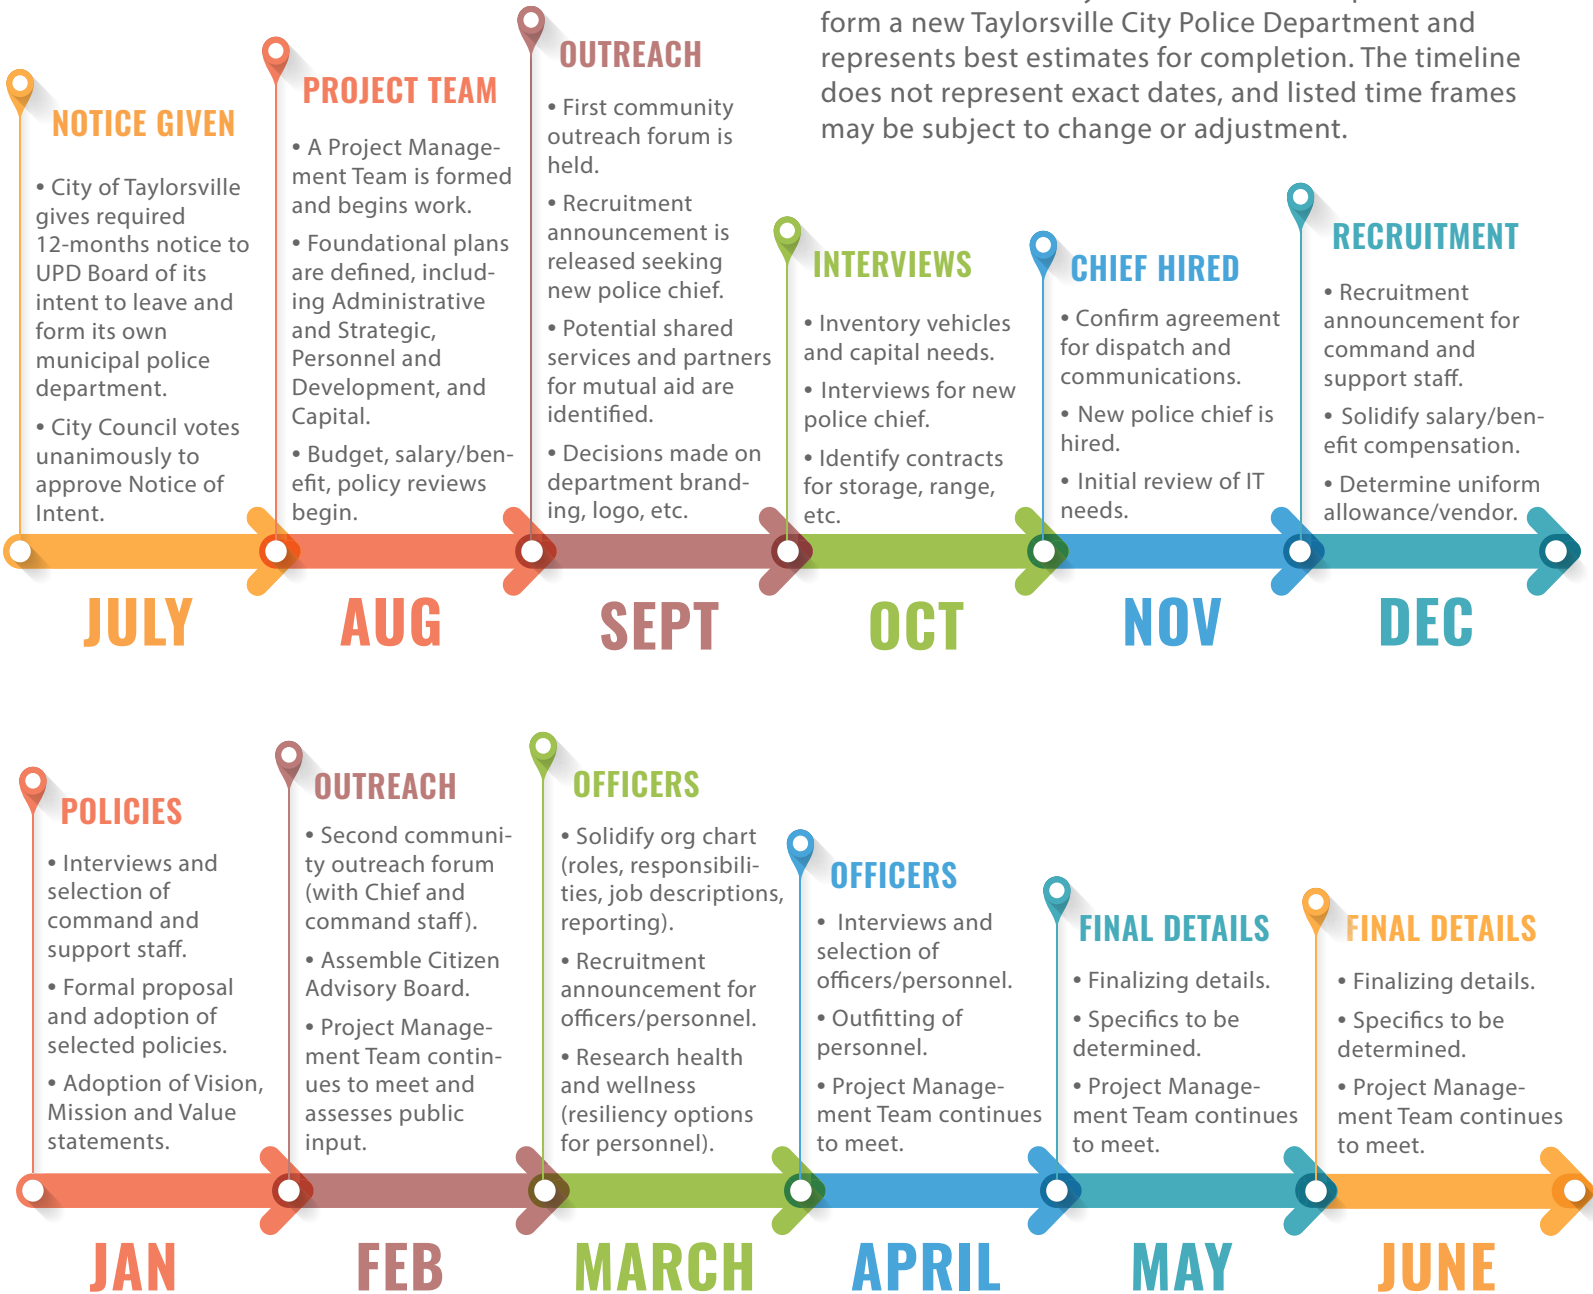 form a new Taylorsville City Police Department and
represents best estimates for completion. The timeline
does not represent exact dates, and listed time frames
may be subject to change or adjustment.
NOTICE GIVEN
• City of Taylorsville
gives required
12-months notice to
UPD Board of its
intent to leave and
form its own
municipal police
department.
• City Council votes
unanimously to
approve Notice of
Intent.
JULY
PROJECT TEAM
• A Project Manage-
ment Team is formed
and begins work.
• Foundational plans
are defined, includ-
ing Administrative
and Strategic,
Personnel and
Development, and
Capital.
• Budget, salary/ben-
efit, policy reviews
begin.
AUG
OUTREACH
• First community
outreach forum is
held.
• Recruitment
announcement is
released seeking
new police chief.
• Potential shared
services and partners
for mutual aid are
identified.
• Decisions made on
department brand-
ing, logo, etc.
SEPT
INTERVIEWS
• Inventory vehicles
and capital needs.
• Interviews for new
police chief.
• Identify contracts
for storage, range,
etc.
OCT
CHIEF HIRED
• Confirm agreement
for dispatch and
communications.
• New police chief is
hired.
• Initial review of IT
needs.
NOV
RECRUITMENT
• Recruitment
announcement for
command and
support staff.
• Solidify salary/ben-
efit compensation.
• Determine uniform
allowance/vendor.
DEC
POLICIES
• Interviews and
selection of
command and
support staff.
• Formal proposal
and adoption of
selected policies.
• Adoption of Vision,
Mission and Value
statements.
JAN
OUTREACH
• Second communi-
ty outreach forum
(with Chief and
command staff).
• Assemble Citizen
Advisory Board.
• Project Manage-
ment Team contin-
ues to meet and
assesses public
input.
FEB
OFFICERS
• Solidify org chart
(roles, responsibili-
ties, job descriptions,
reporting).
• Recruitment
announcement for
officers/personnel.
• Research health
and wellness
(resiliency options
for personnel).
MARCH
OFFICERS
• Interviews and
selection of
officers/personnel.
• Outfitting of
personnel.
• Project Manage-
ment Team continues
to meet.
APRIL
FINAL DETAILS
• Finalizing details.
• Specifics to be
determined.
• Project Manage-
ment Team continues
to meet.
MAY
FINAL DETAILS
• Finalizing details.
• Specifics to be
determined.
• Project Manage-
ment Team continues
to meet.
JUNE